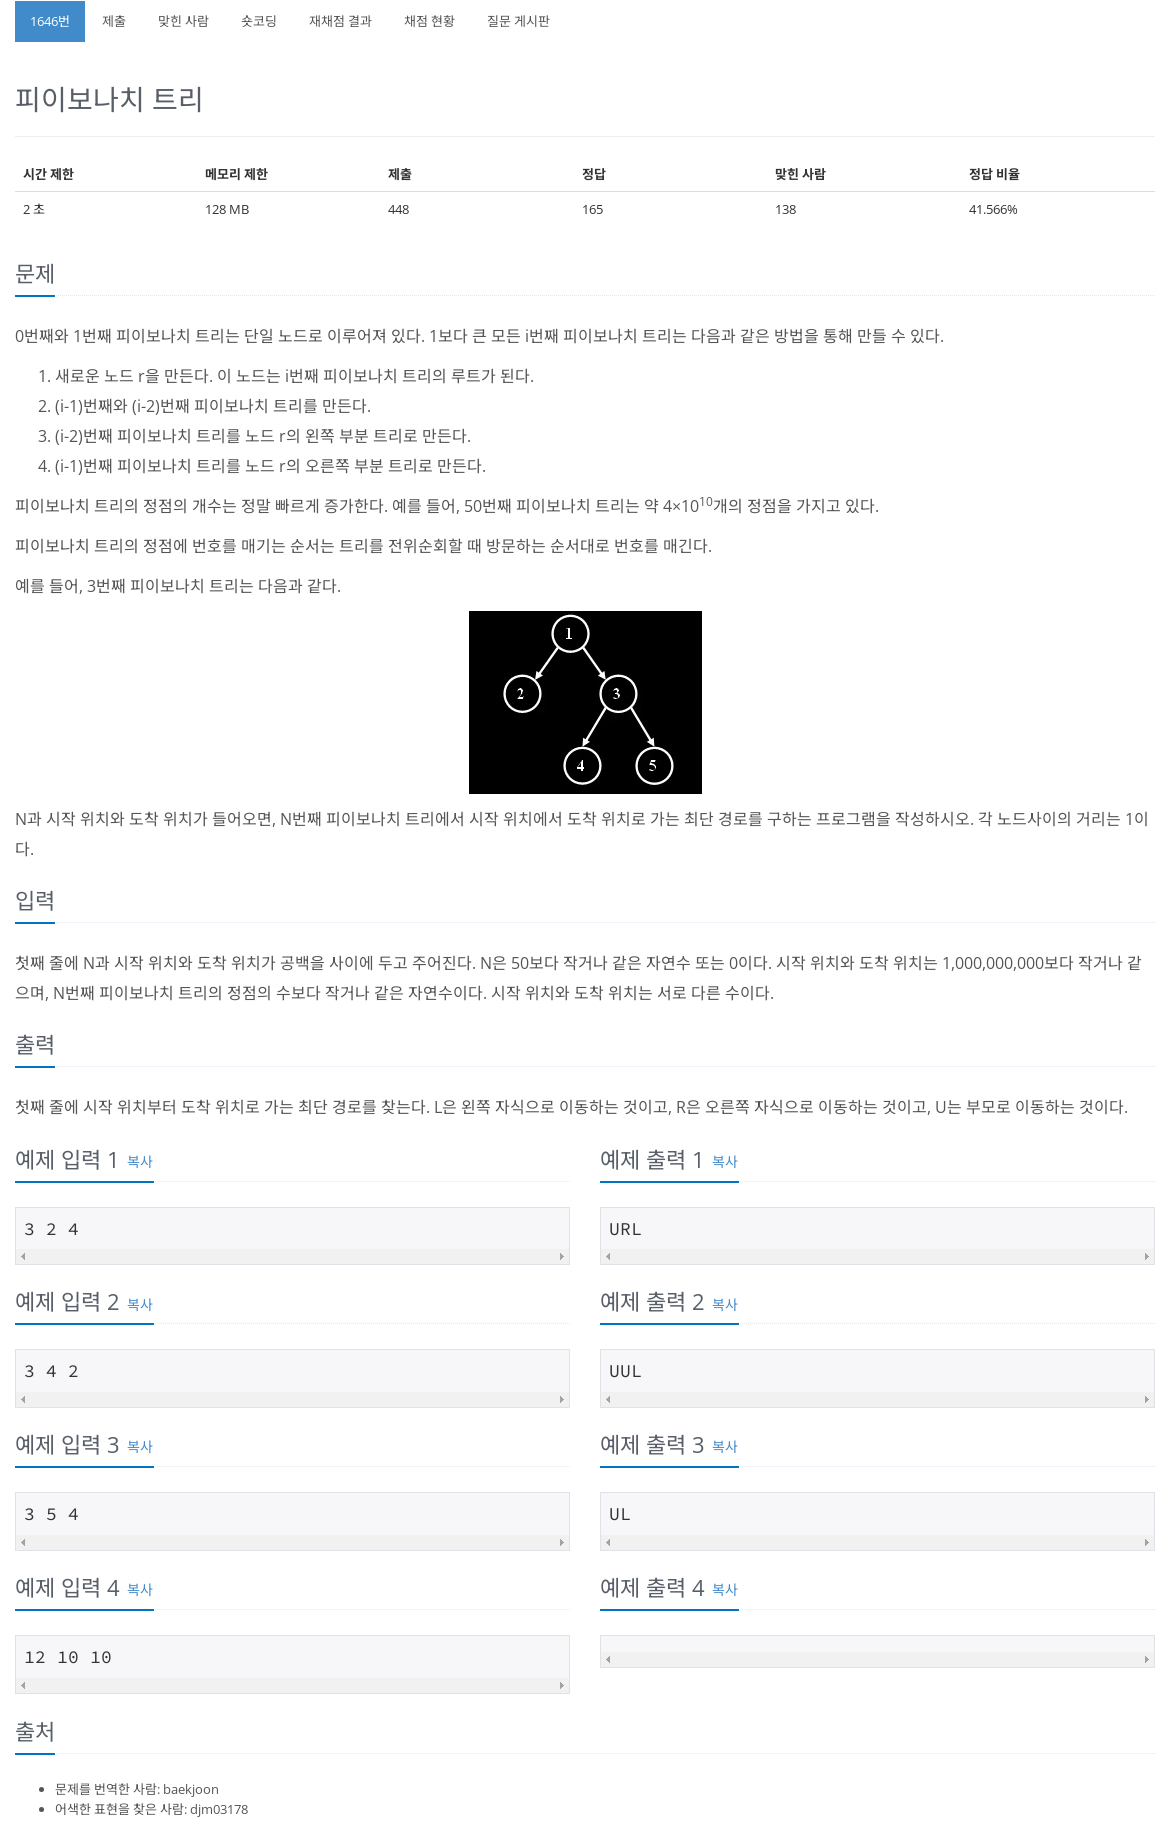 1646번 제출 맞힌 사람 숏코딩 재채점 결과 채점 현황 질문 게시판
피이보나치 트리
시간 제한 메모리 제한 제출 정답 맞힌 사람 정답 비율
2 초 128 MB 448 165 138 41.566%
문제
0번째와 1번째 피이보나치 트리는 단일 노드로 이루어져 있다. 1보다 큰 모든 i번째 피이보나치 트리는 다음과 같은 방법을 통해 만들 수 있다.
1. 새로운 노드 r을 만든다. 이 노드는 i번째 피이보나치 트리의 루트가 된다.
2. (i-1)번째와 (i-2)번째 피이보나치 트리를 만든다.
3. (i-2)번째 피이보나치 트리를 노드 r의 왼쪽 부분 트리로 만든다.
4. (i-1)번째 피이보나치 트리를 노드 r의 오른쪽 부분 트리로 만든다.
피이보나치 트리의 정점의 개수는 정말 빠르게 증가한다. 예를 들어, 50번째 피이보나치 트리는 약 4×10¹⁰개의 정점을 가지고 있다.
피이보나치 트리의 정점에 번호를 매기는 순서는 트리를 전위순회할 때 방문하는 순서대로 번호를 매긴다.
예를 들어, 3번째 피이보나치 트리는 다음과 같다.
1
2 3
4 5
N과 시작 위치와 도착 위치가 들어오면, N번째 피이보나치 트리에서 시작 위치에서 도착 위치로 가는 최단 경로를 구하는 프로그램을 작성하시오. 각 노드사이의 거리는 1이
다.
입력
첫째 줄에 N과 시작 위치와 도착 위치가 공백을 사이에 두고 주어진다. N은 50보다 작거나 같은 자연수 또는 0이다. 시작 위치와 도착 위치는 1,000,000,000보다 작거나 같
으며, N번째 피이보나치 트리의 정점의 수보다 작거나 같은 자연수이다. 시작 위치와 도착 위치는 서로 다른 수이다.
출력
첫째 줄에 시작 위치부터 도착 위치로 가는 최단 경로를 찾는다. L은 왼쪽 자식으로 이동하는 것이고, R은 오른쪽 자식으로 이동하는 것이고, U는 부모로 이동하는 것이다.
예제 입력 1 복사 예제 출력 1 복사
3 2 4 URL
예제 입력 2 복사 예제 출력 2 복사
3 4 2 UUL
예제 입력 3 복사 예제 출력 3 복사
3 5 4 UL
예제 입력 4 복사 예제 출력 4 복사
12 10 10
출처
• 문제를 번역한 사람: baekjoon
• 어색한 표현을 찾은 사람: djm03178